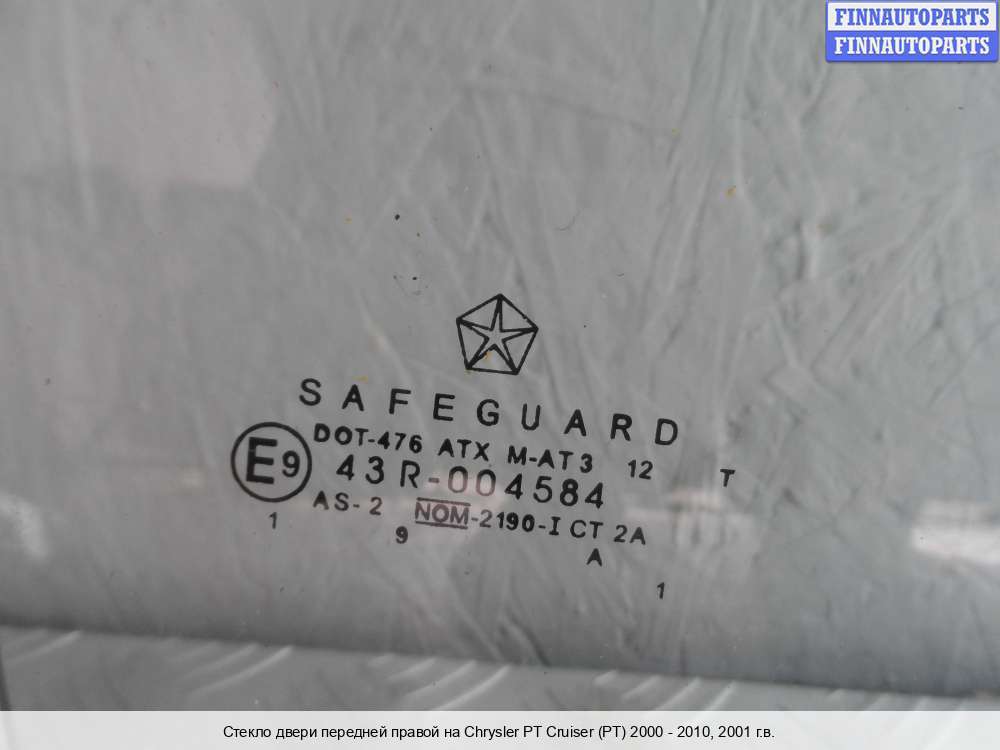 FINNAUTOPARTS
FINNAUTOPARTS
SAFEGUARD
DOT-476 ATX M-AT3 12 T
E9 43R-004584
AS-2 NOM-2190-I CT 2A
1 9 A 1
Стекло двери передней правой на Chrysler PT Cruiser (PT) 2000 - 2010, 2001 г.в.